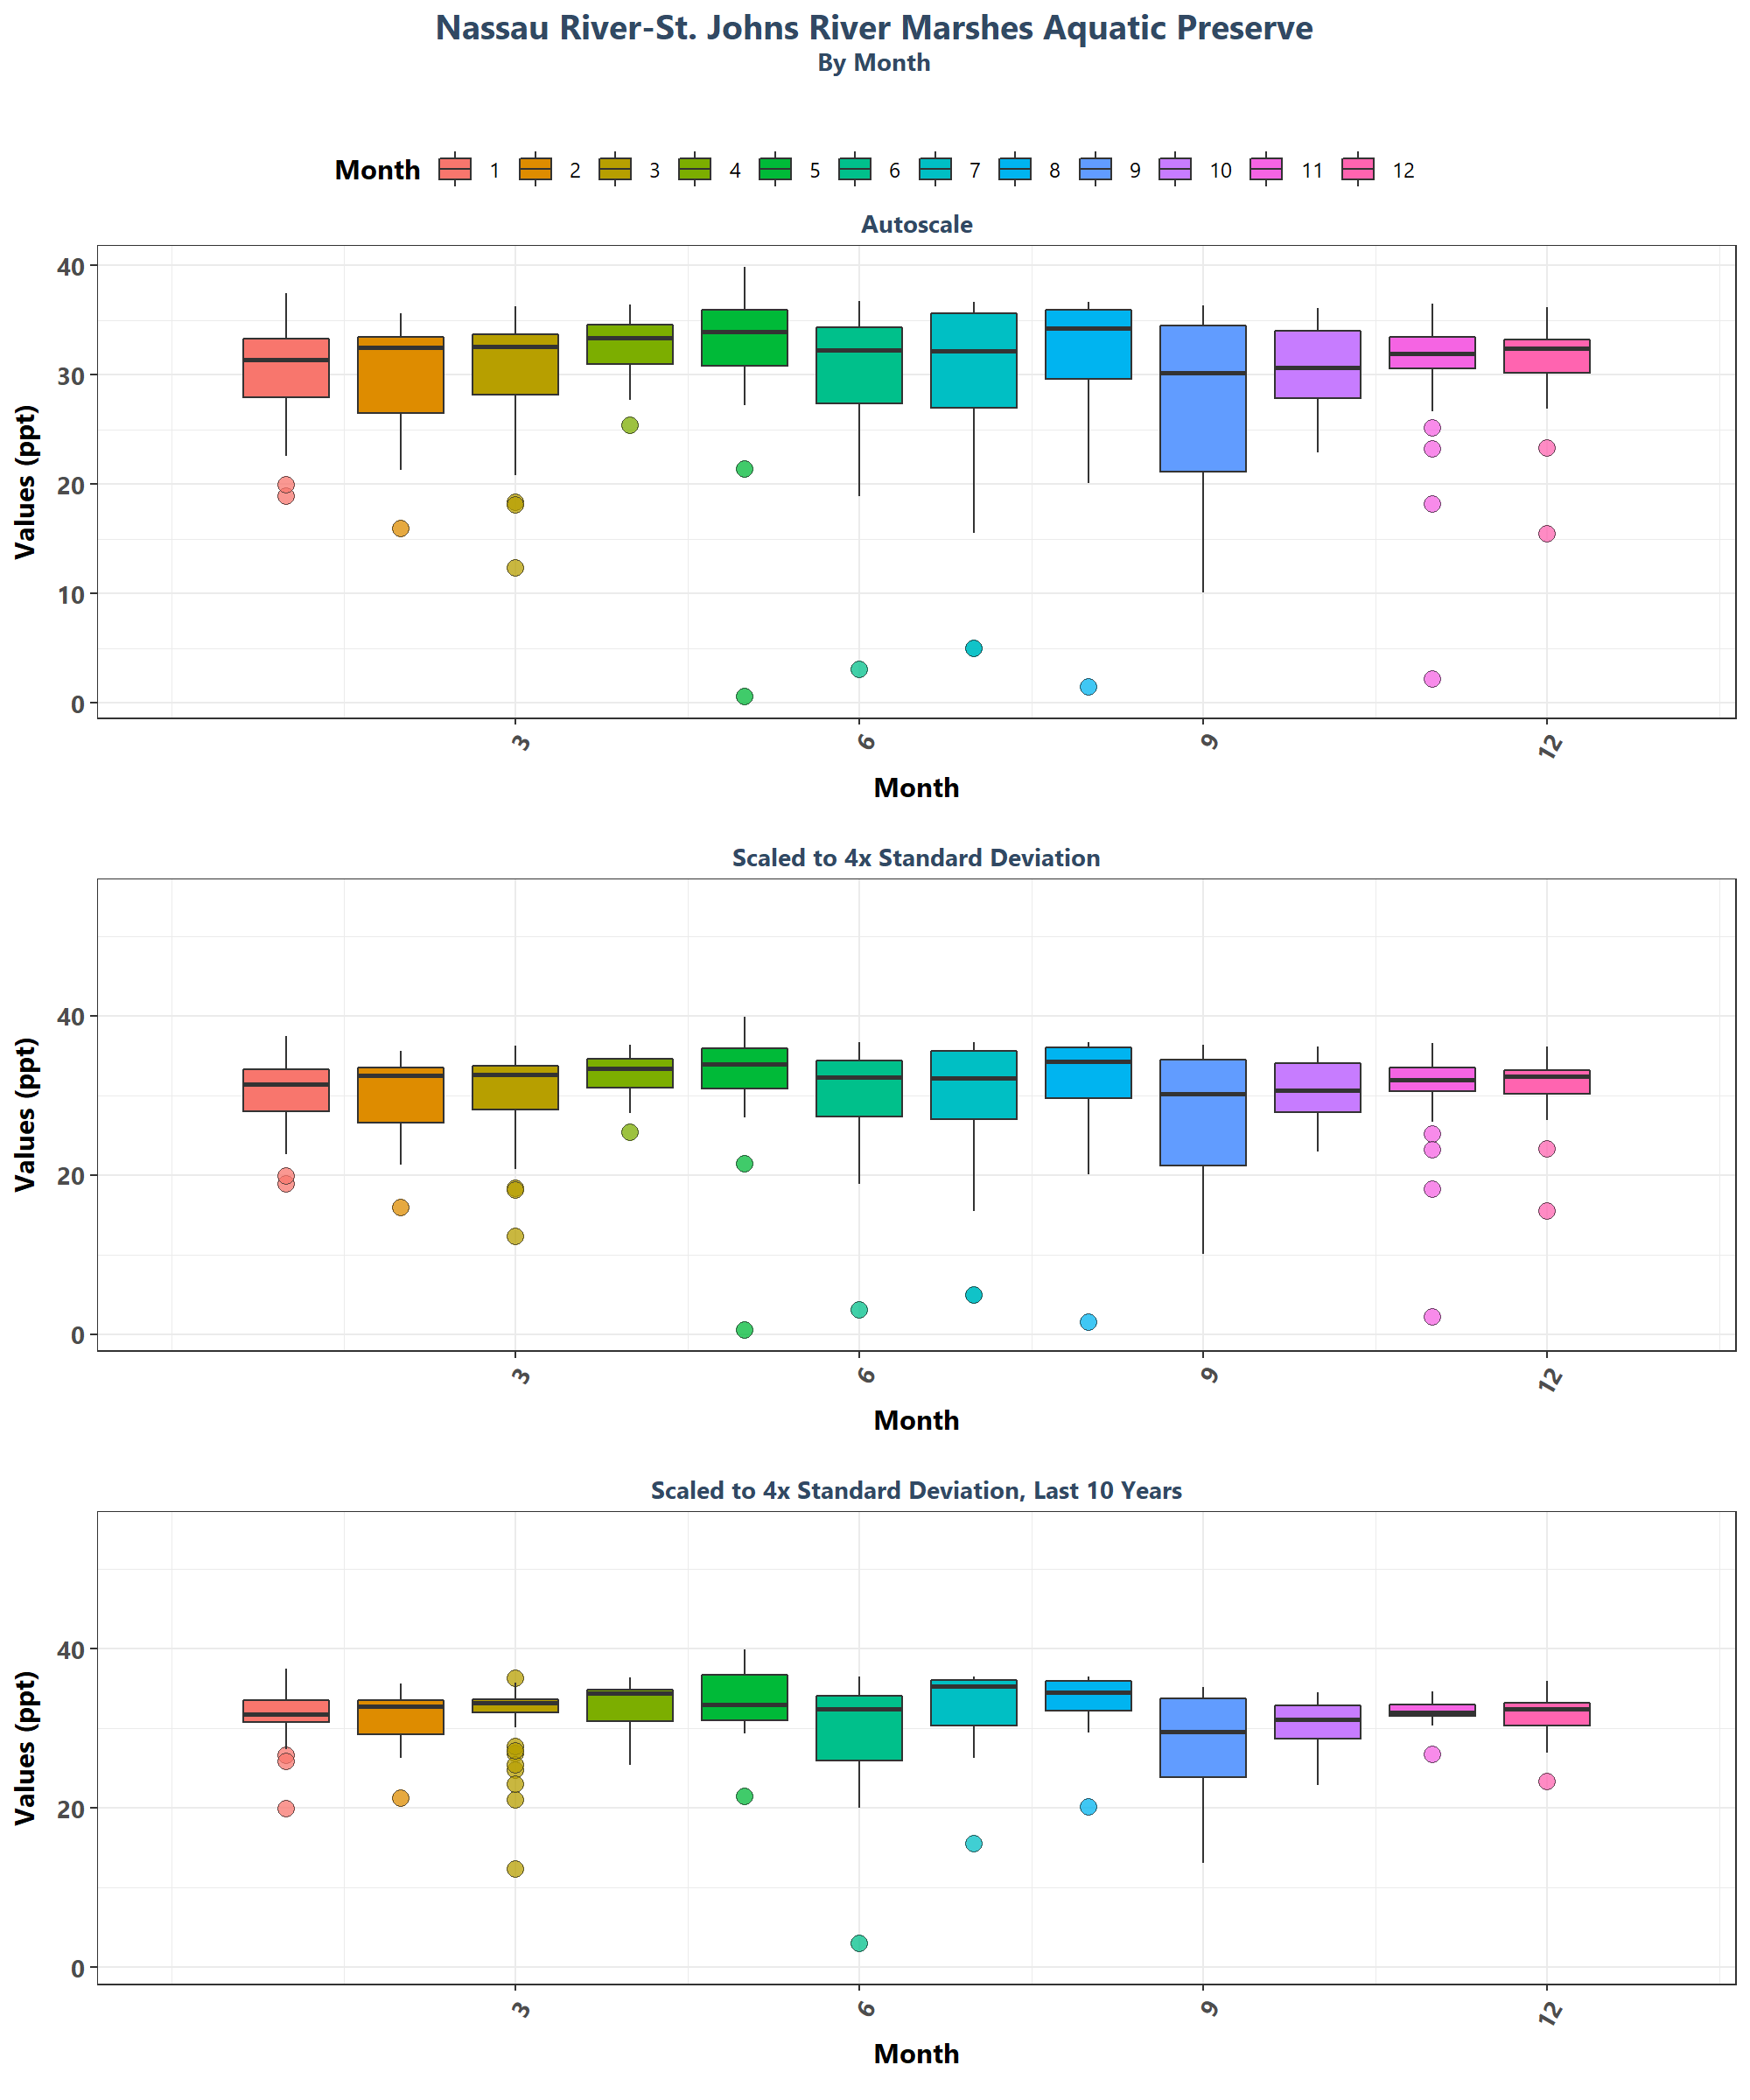 Nassau River-St. Johns River Marshes Aquatic Preserve
By Month
Month 1 2 3 4 5 6 7 8 9 10 11 12
Autoscale
Values (ppt)
40
30
20
10
0
3 6 9 12
Month
Scaled to 4x Standard Deviation
Values (ppt)
40
20
0
3 6 9 12
Month
Scaled to 4x Standard Deviation, Last 10 Years
Values (ppt)
40
20
0
3 6 9 12
Month